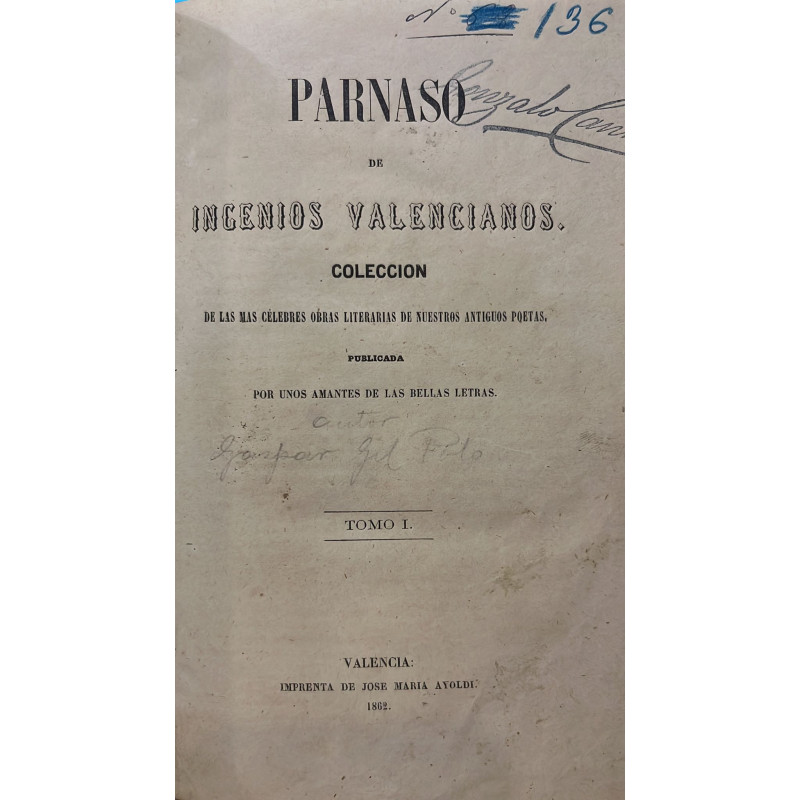 Nº 136
Gonzalo
PARNASO
DE
INGENIOS VALENCIANOS.
COLECCION
DE LAS MAS CÉLEBRES OBRAS LITERARIAS DE NUESTROS ANTIGUOS POETAS,
PUBLICADA
POR UNOS AMANTES DE LAS BELLAS LETRAS.
autor
Gaspar Gil Polo
TOMO I.
VALENCIA:
IMPRENTA DE JOSE MARIA AYOLDI.
1862.